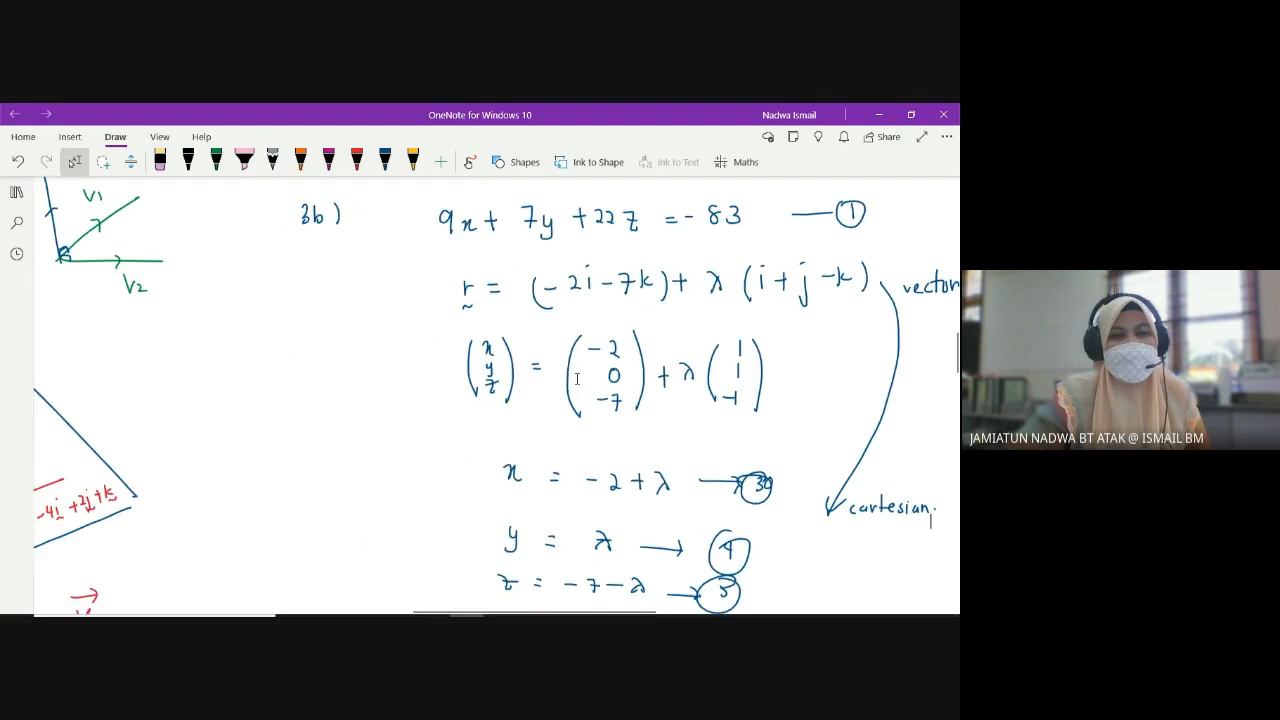 OneNote for Windows 10
Nadwa Ismail
Home Insert Draw View Help
Share
Shapes Ink to Shape Ink to Text Maths
V1
V2
3b) 9x + 7y + 22z = - 83 — 1
r = (- 2i - 7k) + λ (i + j - k)
vector
(x y z) = (-2 0 -7) + λ (1 1 -1)
x = - 2 + λ → 3
cartesian
-4i + 2j + k
y = λ → 4
z = - 7 - λ → 5
JAMIATUN NADWA BT ATAK @ ISMAIL BM